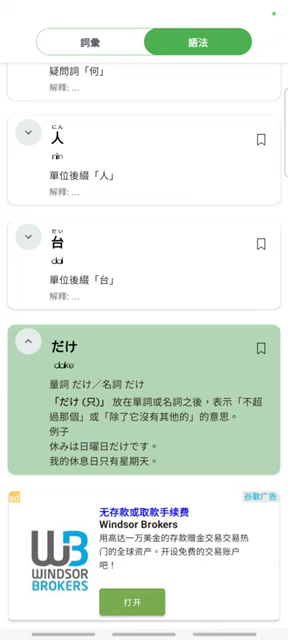 詞彙
語法
疑問詞「何」
解釋: ...
にん
人
nin
單位後綴「人」
解釋: ...
だい
台
dai
單位後綴「台」
解釋: ...
だけ
dake
量詞 だけ／名詞 だけ
「だけ (只)」 放在單詞或名詞之後，表示「不超
過那個」或「除了它沒有其他的」的意思。
例子
休みは日曜日だけです。
我的休息日只有星期天。
ad
谷歌广告
无存款或取款手续费
Windsor Brokers
用高达一万美金的存款赠金交易交易热
门的全球资产。开设免费的交易账户
吧！
WINDSOR
BROKERS
打开